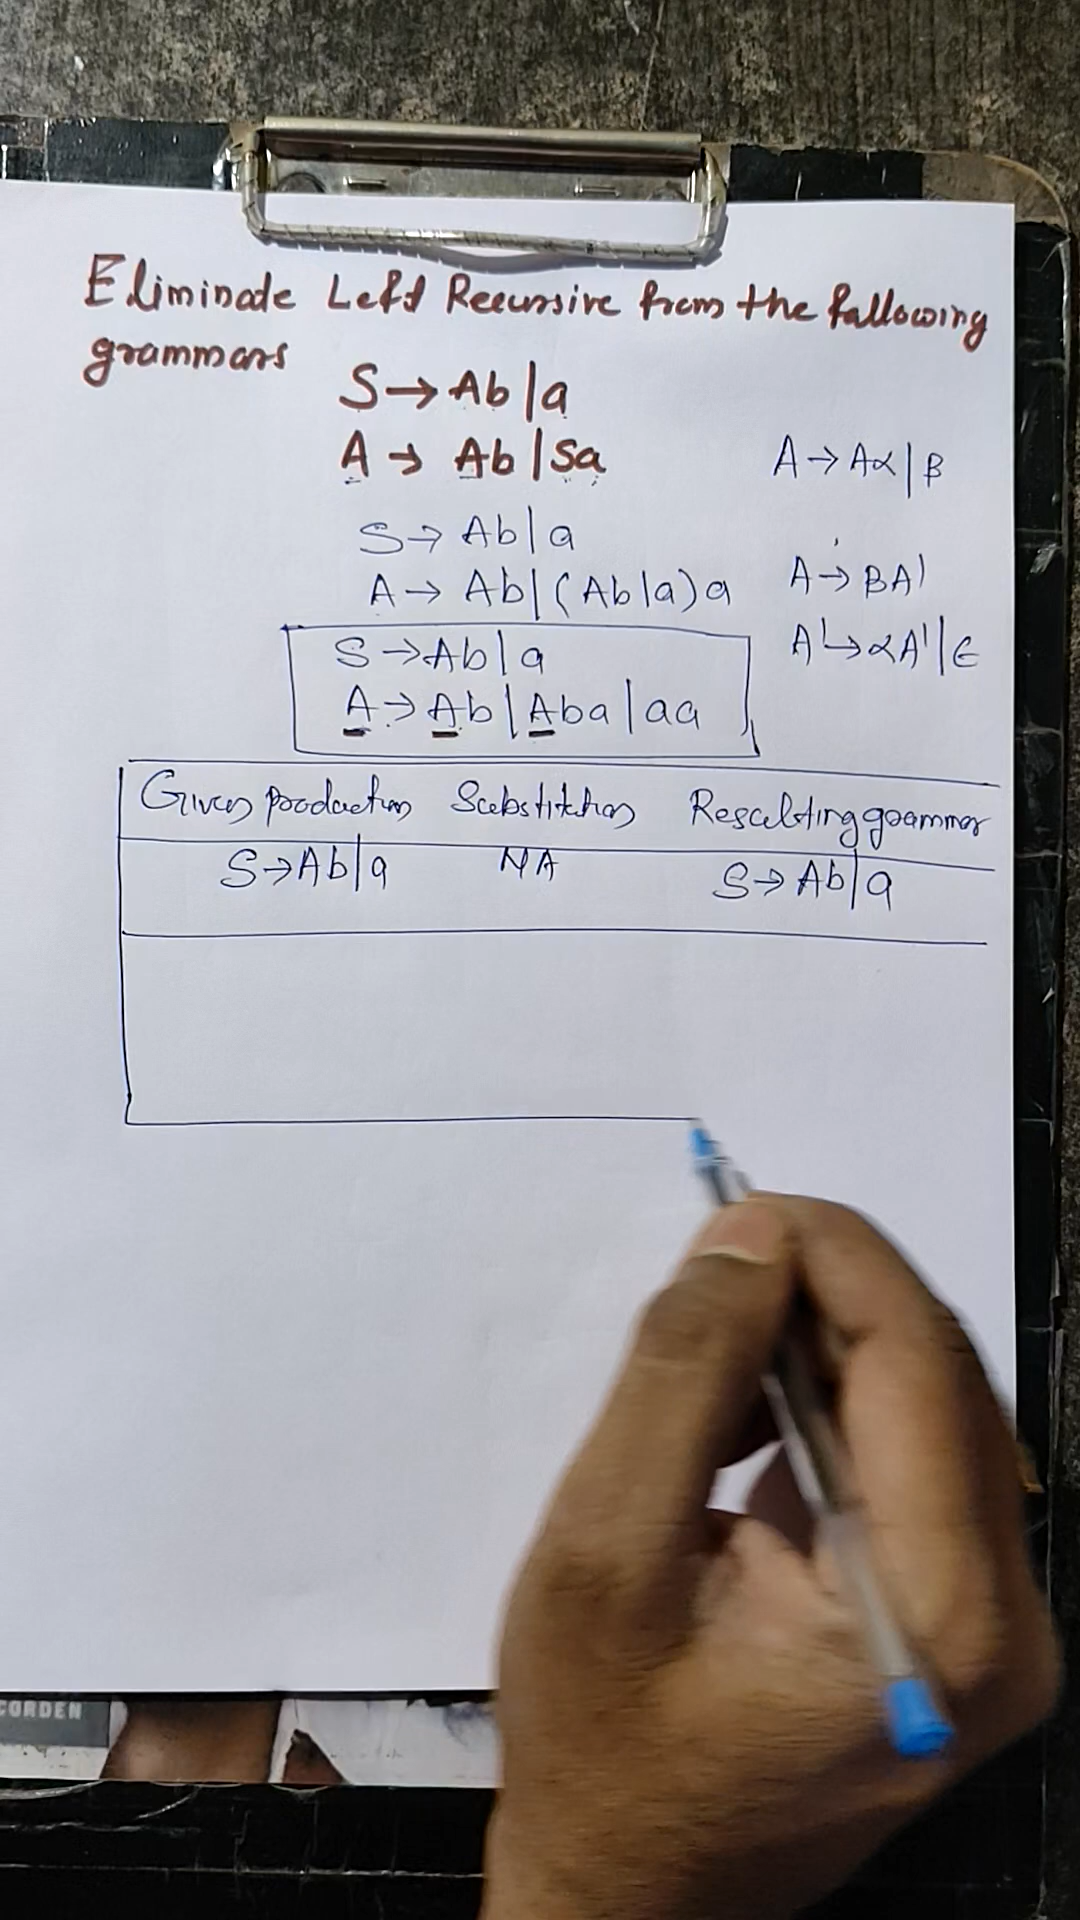 Eliminate Left Recursive from the following
grammars
S → Ab | a
A → Ab | Sa
A → Aα | β
S → Ab | a
A → Ab | (Ab | a) a
A → βA'
A' → αA' | ε
S → Ab | a
A → Ab | Aba | aa
Given production Substitution Resulting grammar
S → Ab | a NA S → Ab | a
CORDEN